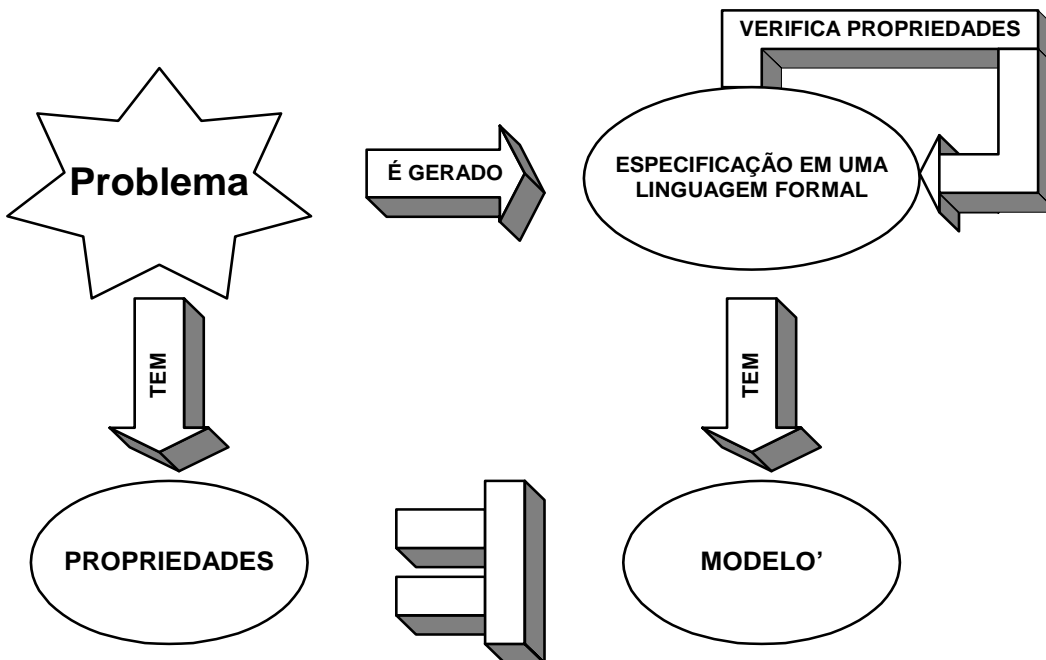 VERIFICA PROPRIEDADES
Problema
É GERADO
ESPECIFICAÇÃO EM UMA
LINGUAGEM FORMAL
TEM
TEM
PROPRIEDADES
MODELO’